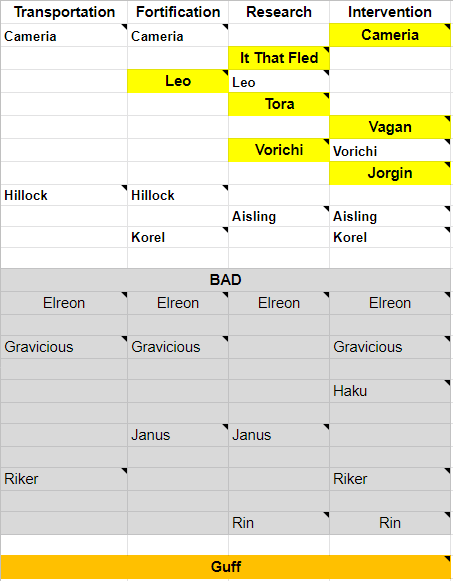 Transportation Fortification Research Intervention
Cameria Cameria Cameria
It That Fled
Leo Leo
Tora
Vagan
Vorichi Vorichi
Jorgin
Hillock Hillock
Aisling Aisling
Korel Korel
BAD
Elreon Elreon Elreon Elreon
Gravicious Gravicious Gravicious
Haku
Janus Janus
Riker Riker
Rin Rin
Guff